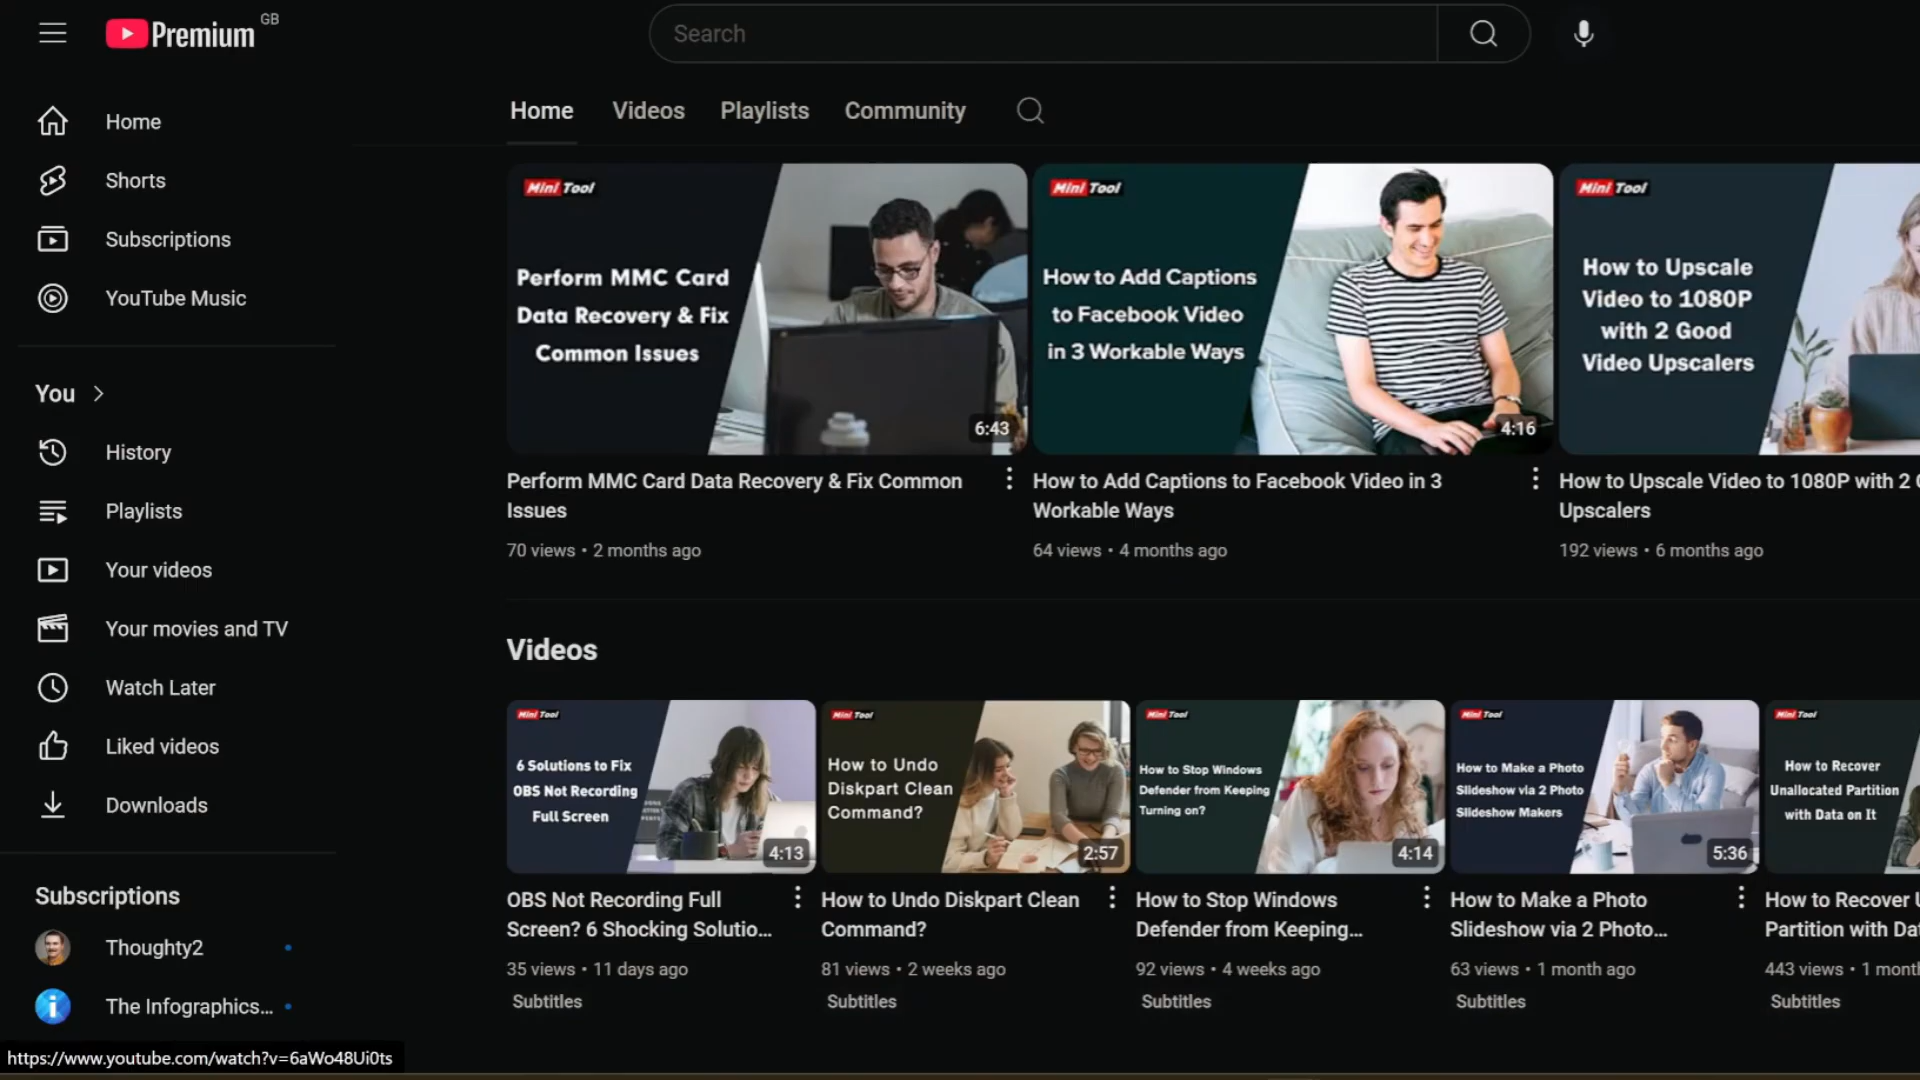 Premium GB
Search
Home
Shorts
Subscriptions
YouTube Music
You
History
Playlists
Your videos
Your movies and TV
Watch Later
Liked videos
Downloads
Subscriptions
Thoughty2
The Infographics...
Home Videos Playlists Community
Mini Tool
Perform MMC Card
Data Recovery & Fix
Common Issues
6:43
Perform MMC Card Data Recovery & Fix Common
Issues
70 views • 2 months ago
Mini Tool
How to Add Captions
to Facebook Video
in 3 Workable Ways
4:16
How to Add Captions to Facebook Video in 3
Workable Ways
64 views • 4 months ago
Mini Tool
How to Upscale
Video to 1080P
with 2 Good
Video Upscalers
How to Upscale Video to 1080P with 2
Upscalers
192 views • 6 months ago
Videos
Mini Tool
6 Solutions to Fix
OBS Not Recording
Full Screen
4:13
OBS Not Recording Full
Screen? 6 Shocking Solutio...
35 views • 11 days ago
Subtitles
Mini Tool
How to Undo
Diskpart Clean
Command?
2:57
How to Undo Diskpart Clean
Command?
81 views • 2 weeks ago
Subtitles
Mini Tool
How to Stop Windows
Defender from Keeping
Turning on?
4:14
How to Stop Windows
Defender from Keeping...
92 views • 4 weeks ago
Subtitles
Mini Tool
How to Make a Photo
Slideshow via 2 Photo
Slideshow Makers
5:36
How to Make a Photo
Slideshow via 2 Photo...
63 views • 1 month ago
Subtitles
Mini Tool
How to Recover
Unallocated Partition
with Data on It
How to Recover
Partition with
443 views • 1
Subtitles
https://www.youtube.com/watch?v=6aWo48Ui0ts